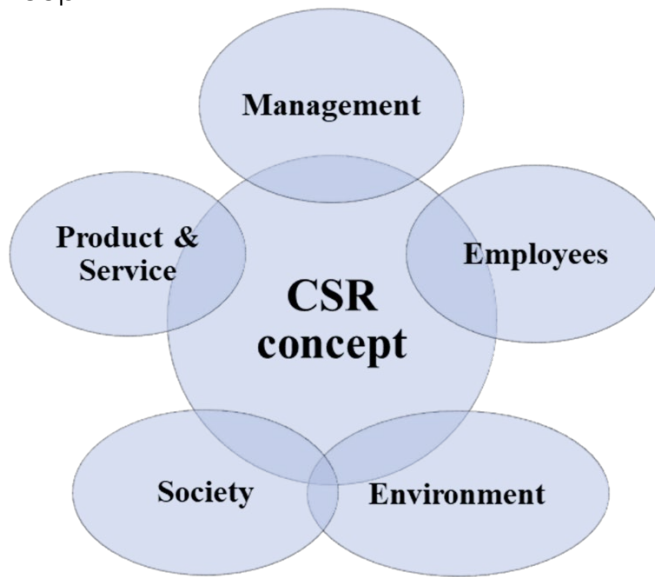 Management
Product &
Service
Employees
CSR
concept
Society
Environment